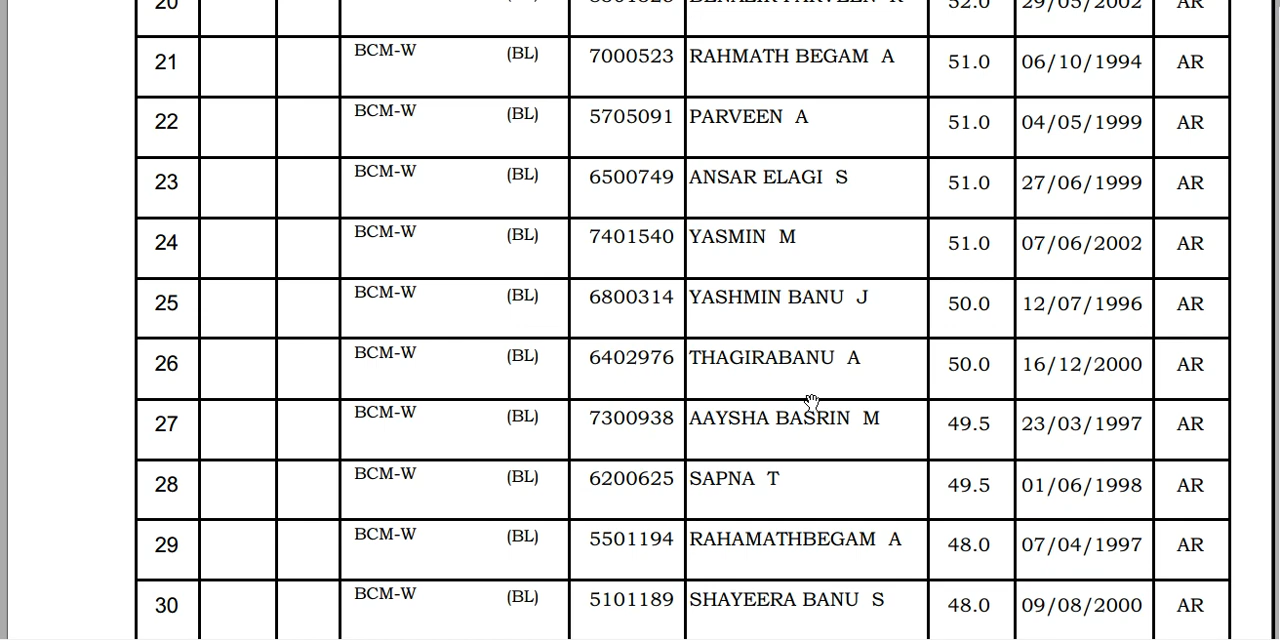 20 52.0 29/05/2002 AR
21 BCM-W (BL) 7000523 RAHMATH BEGAM A 51.0 06/10/1994 AR
22 BCM-W (BL) 5705091 PARVEEN A 51.0 04/05/1999 AR
23 BCM-W (BL) 6500749 ANSAR ELAGI S 51.0 27/06/1999 AR
24 BCM-W (BL) 7401540 YASMIN M 51.0 07/06/2002 AR
25 BCM-W (BL) 6800314 YASHMIN BANU J 50.0 12/07/1996 AR
26 BCM-W (BL) 6402976 THAGIRABANU A 50.0 16/12/2000 AR
27 BCM-W (BL) 7300938 AAYSHA BASRIN M 49.5 23/03/1997 AR
28 BCM-W (BL) 6200625 SAPNA T 49.5 01/06/1998 AR
29 BCM-W (BL) 5501194 RAHAMATHBEGAM A 48.0 07/04/1997 AR
30 BCM-W (BL) 5101189 SHAYEERA BANU S 48.0 09/08/2000 AR